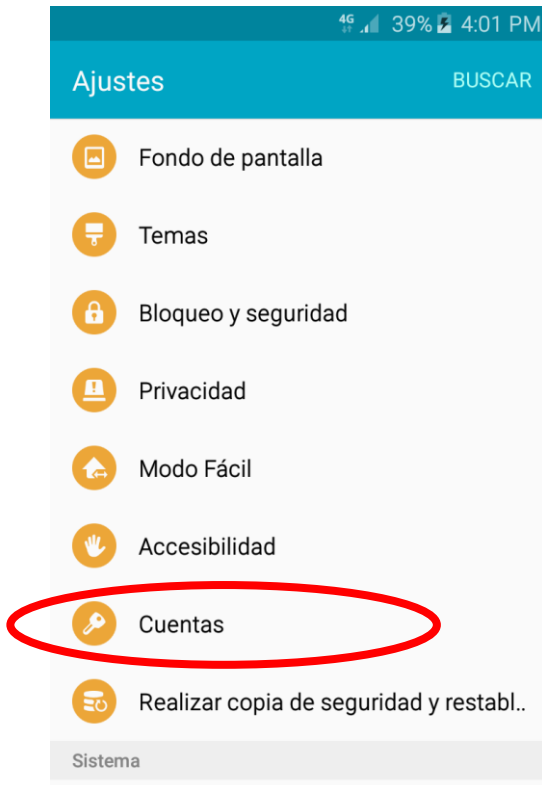 4G 39% 4:01 PM
Ajustes BUSCAR
Fondo de pantalla
Temas
Bloqueo y seguridad
Privacidad
Modo Fácil
Accesibilidad
Cuentas
Realizar copia de seguridad y restabl..
Sistema